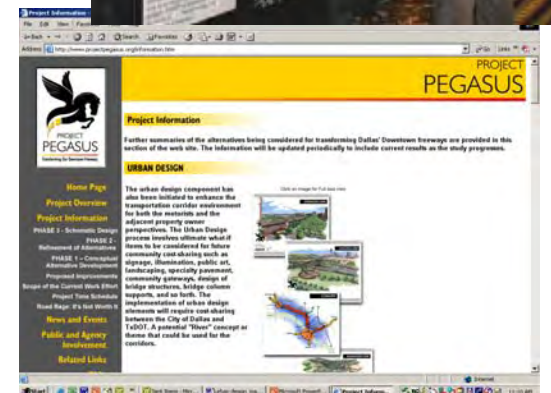 Project Information -
File Edit View
Back
Search Favorites
Address http://www.projectpegasus.org/information.htm Go Links
PROJECT
PEGASUS
PROJECT
PEGASUS
Project Information
Further summaries of the alternatives being considered for transforming Dallas' Downtown freeways are provided in this
section of the web site. The information will be updated periodically to include current results as the study progresses.
URBAN DESIGN
The urban design component has
also been initiated to enhance the
transportation corridor environment
for both the motorists and the
adjacent property owner
perspectives. The Urban Design
process involves ultimate what-if
items to be considered for future
community cost-sharing such as
signage, illumination, public art,
landscaping, specialty pavement,
community gateways, design of
bridge structures, bridge column
supports, and so forth. The
implementation of urban design
elements will require cost-sharing
between the City of Dallas and
TxDOT. A potential "River" concept or
theme that could be used for the
corridors.
Click on image for Full-size view
Home Page
Project Overview
Project Information
PHASE 3 - Schematic Design
PHASE 2 -
Refinement of Alternatives
PHASE 1 - Conceptual
Alternative Development
Proposed Improvements
Scope of the Current Work Effort
Project Time Schedule
Road Rage: It's Not Worth It
News and Events
Public and Agency
Involvement
Related Links
Internet
Start